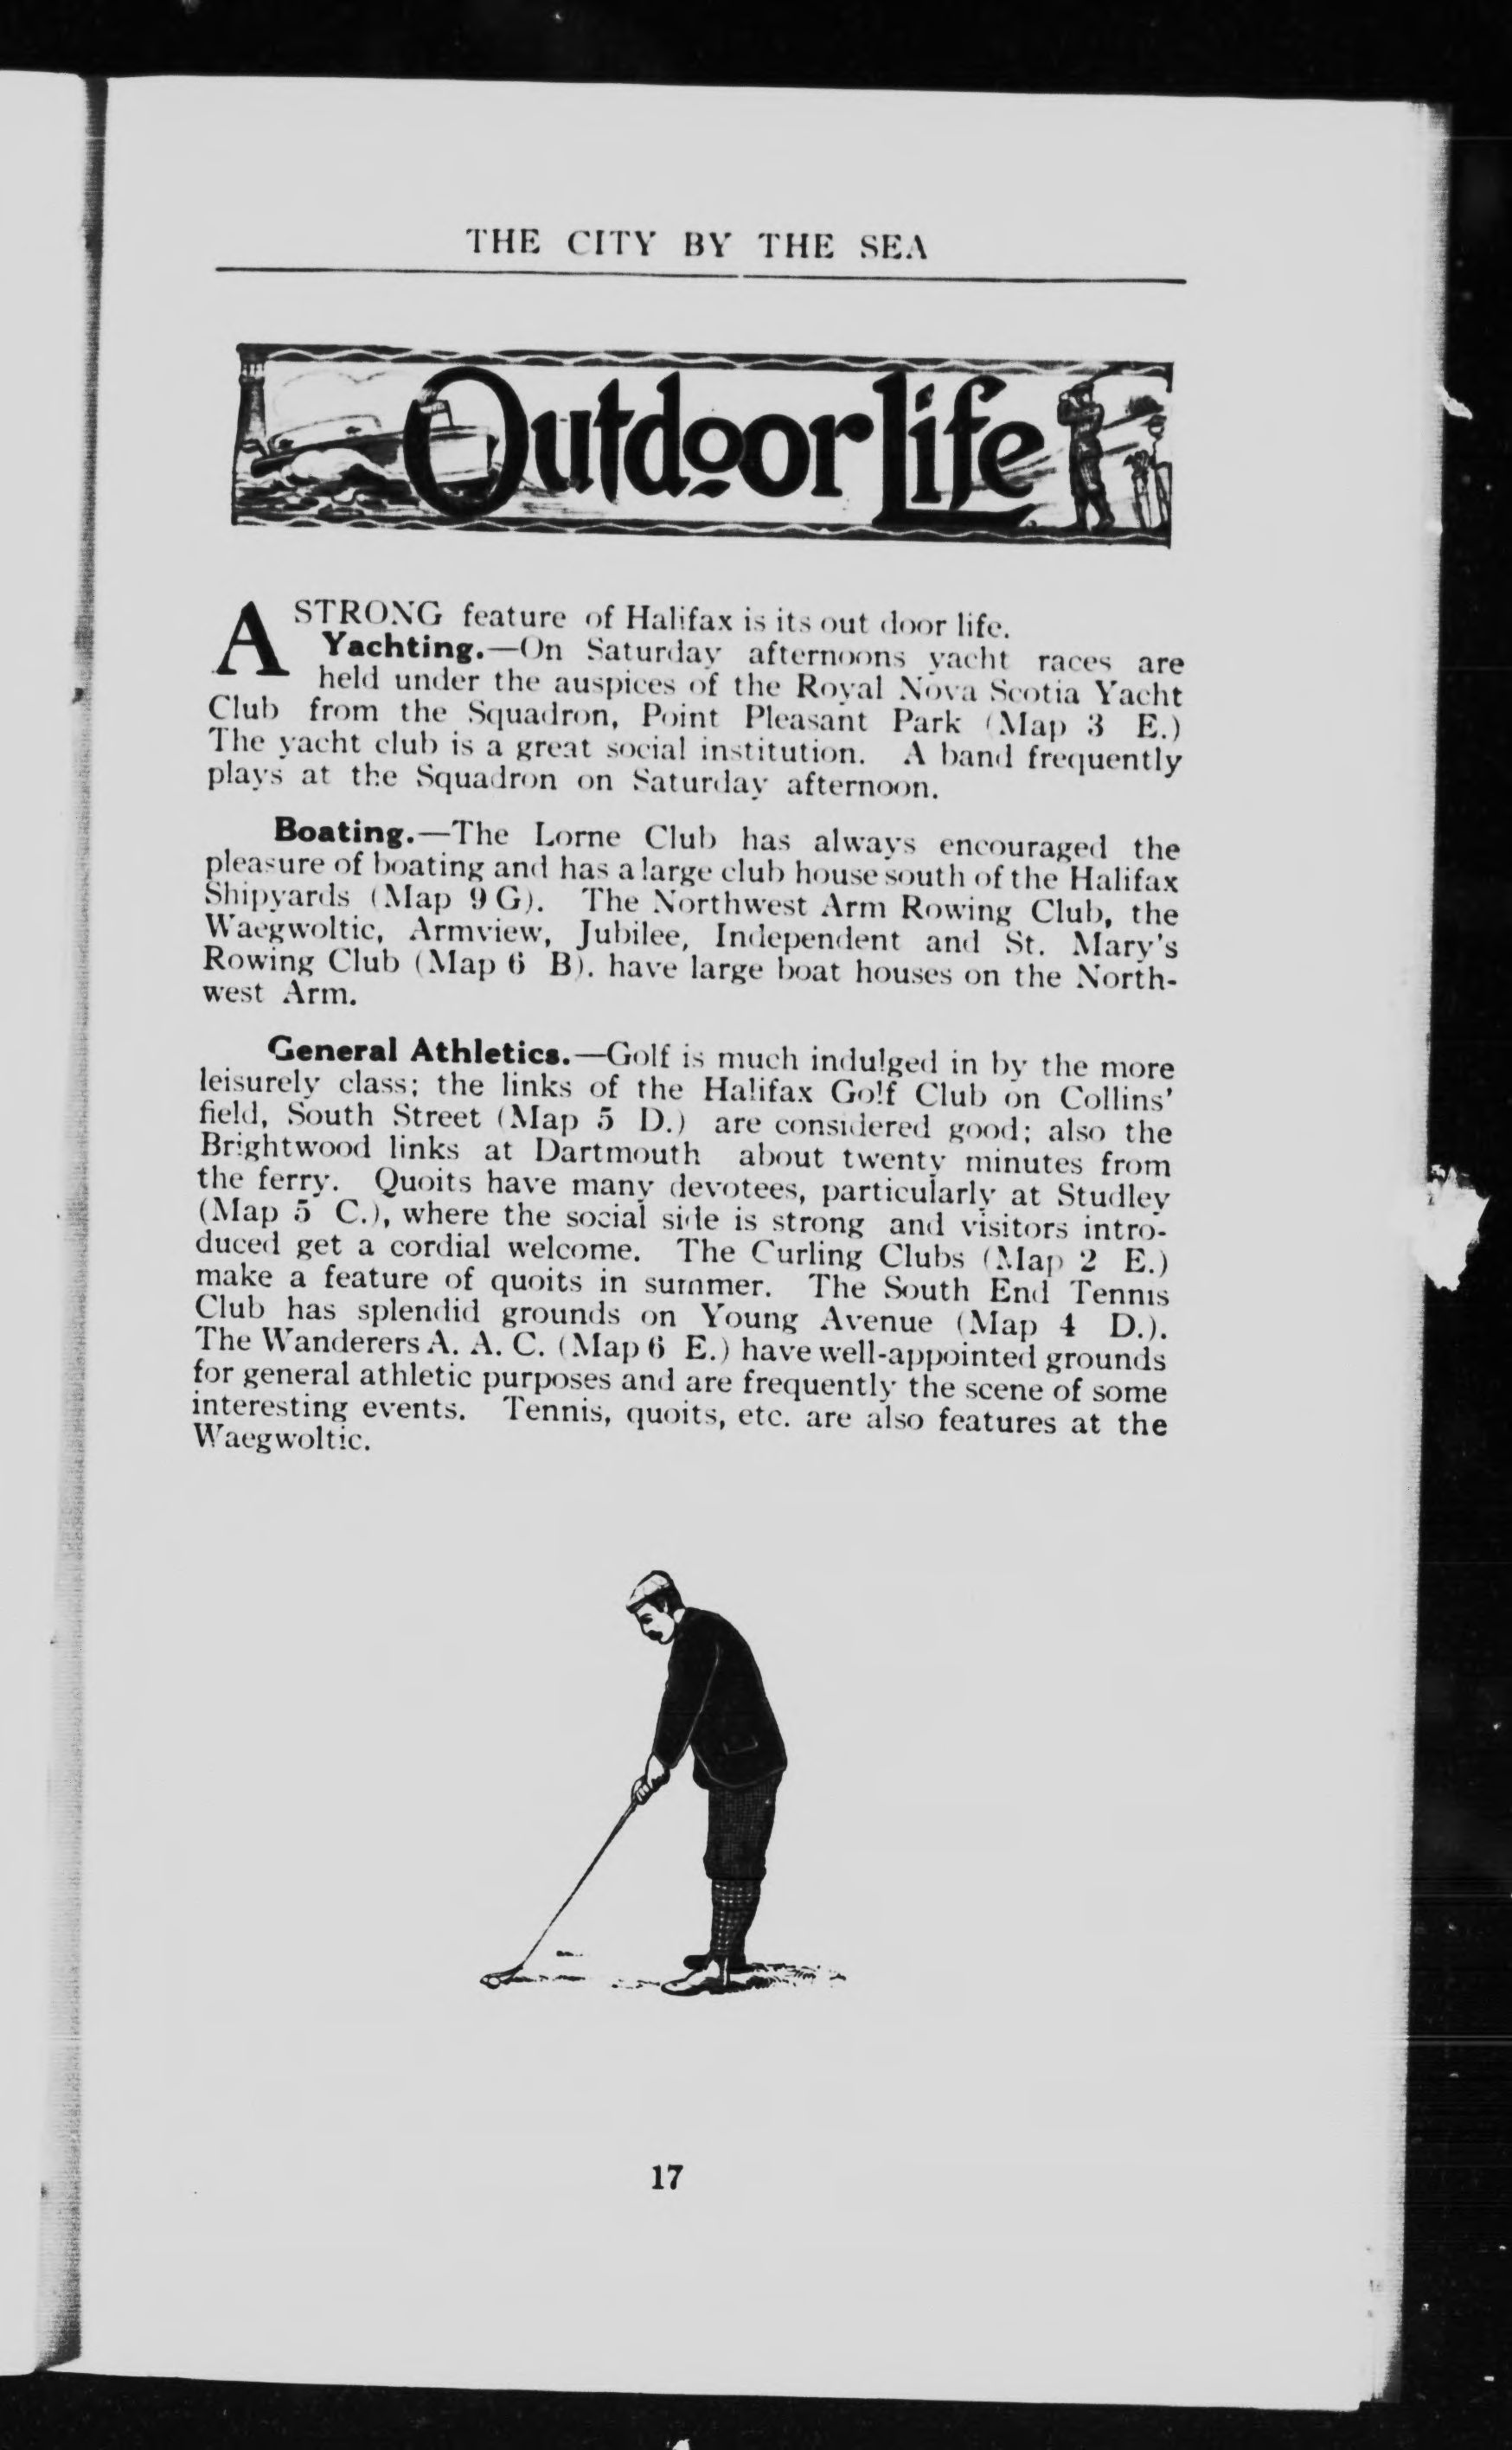 THE CITY BY THE SEA
Outdoor Life
A STRONG feature of Halifax is its out door life.
Yachting.—On Saturday afternoons yacht races are
held under the auspices of the Royal Nova Scotia Yacht
Club from the Squadron, Point Pleasant Park (Map 3 E.)
The yacht club is a great social institution. A band frequently
plays at the Squadron on Saturday afternoon.
Boating.—The Lorne Club has always encouraged the
pleasure of boating and has a large club house south of the Halifax
Shipyards (Map 9 G). The Northwest Arm Rowing Club, the
Waegwoltic, Armview, Jubilee, Independent and St. Mary's
Rowing Club (Map 6 B). have large boat houses on the North-
west Arm.
General Athletics.—Golf is much indulged in by the more
leisurely class; the links of the Halifax Golf Club on Collins'
field, South Street (Map 5 D.) are considered good; also the
Brightwood links at Dartmouth about twenty minutes from
the ferry. Quoits have many devotees, particularly at Studley
(Map 5 C.), where the social side is strong and visitors intro-
duced get a cordial welcome. The Curling Clubs (Map 2 E.)
make a feature of quoits in summer. The South End Tennis
Club has splendid grounds on Young Avenue (Map 4 D.).
The Wanderers A. A. C. (Map 6 E.) have well-appointed grounds
for general athletic purposes and are frequently the scene of some
interesting events. Tennis, quoits, etc. are also features at the
Waegwoltic.
17